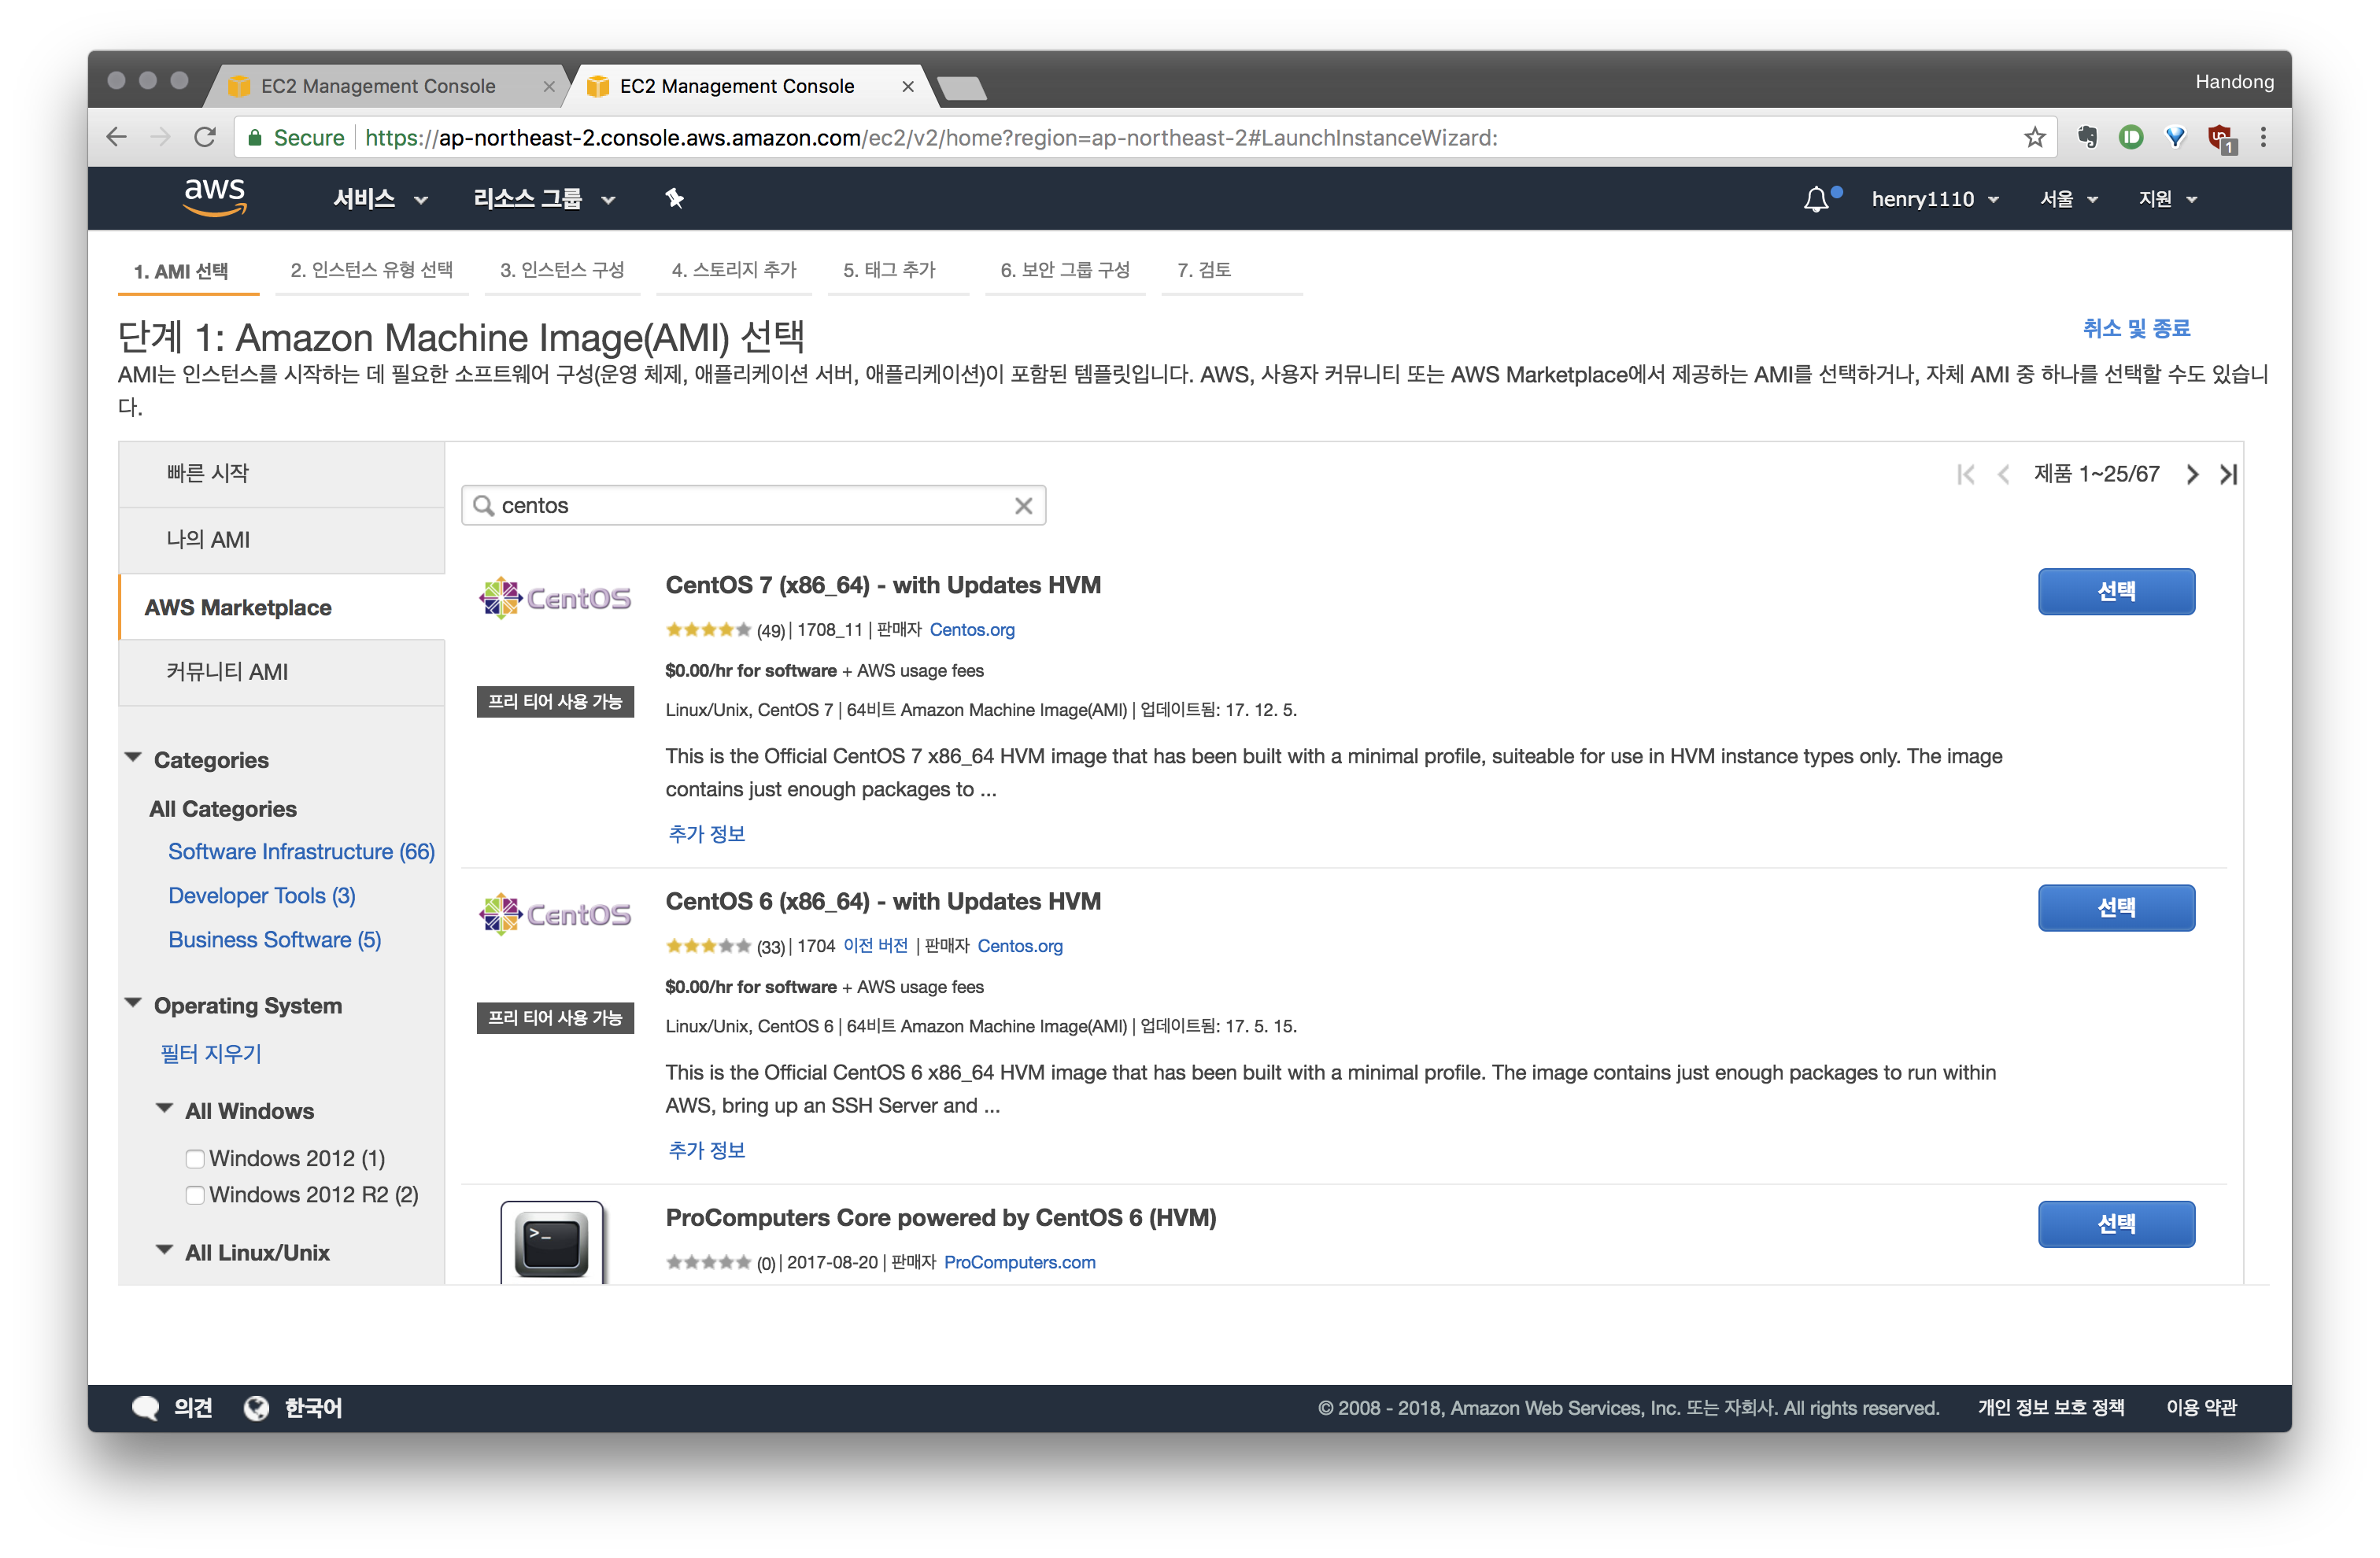 EC2 Management Console
EC2 Management Console
Handong
Secure
https://ap-northeast-2.console.aws.amazon.com/ec2/v2/home?region=ap-northeast-2#LaunchInstanceWizard:
1
aws 서비스 리소스 그룹 henry1110 서울 지원
1. AMI 선택 2. 인스턴스 유형 선택 3. 인스턴스 구성 4. 스토리지 추가 5. 태그 추가 6. 보안 그룹 구성 7. 검토
단계 1: Amazon Machine Image(AMI) 선택
취소 및 종료
AMI는 인스턴스를 시작하는 데 필요한 소프트웨어 구성(운영 체제, 애플리케이션 서버, 애플리케이션)이 포함된 템플릿입니다. AWS, 사용자 커뮤니티 또는 AWS Marketplace에서 제공하는 AMI를 선택하거나, 자체 AMI 중 하나를 선택할 수도 있습니
다.
빠른 시작
나의 AMI
AWS Marketplace
커뮤니티 AMI
Categories
All Categories
Software Infrastructure (66)
Developer Tools (3)
Business Software (5)
Operating System
필터 지우기
All Windows
Windows 2012 (1)
Windows 2012 R2 (2)
All Linux/Unix
제품 1~25/67
centos
CentOS
프리 티어 사용 가능
CentOS 7 (x86_64) - with Updates HVM
(49) | 1708_11 | 판매자 Centos.org
$0.00/hr for software + AWS usage fees
Linux/Unix, CentOS 7 | 64비트 Amazon Machine Image(AMI) | 업데이트됨: 17. 12. 5.
This is the Official CentOS 7 x86_64 HVM image that has been built with a minimal profile, suiteable for use in HVM instance types only. The image
contains just enough packages to ...
추가 정보
선택
CentOS
프리 티어 사용 가능
CentOS 6 (x86_64) - with Updates HVM
(33) | 1704 이전 버전 | 판매자 Centos.org
$0.00/hr for software + AWS usage fees
Linux/Unix, CentOS 6 | 64비트 Amazon Machine Image(AMI) | 업데이트됨: 17. 5. 15.
This is the Official CentOS 6 x86_64 HVM image that has been built with a minimal profile. The image contains just enough packages to run within
AWS, bring up an SSH Server and ...
추가 정보
선택
>_
ProComputers Core powered by CentOS 6 (HVM)
(0) | 2017-08-20 | 판매자 ProComputers.com
선택
의견 한국어
© 2008 - 2018, Amazon Web Services, Inc. 또는 자회사. All rights reserved. 개인 정보 보호 정책 이용 약관